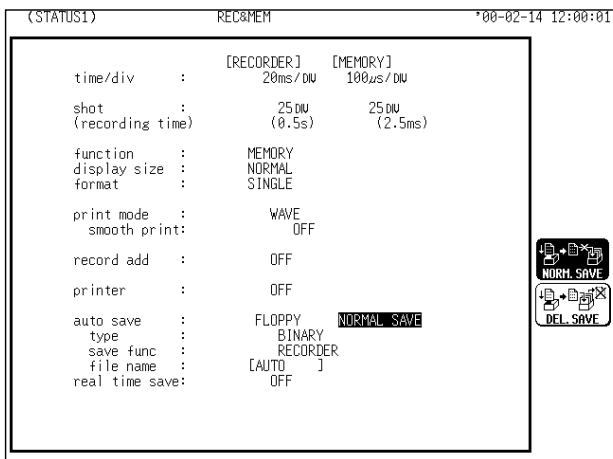 (STATUS1) REC&MEM '00-02-14 12:00:01
[RECORDER] [MEMORY]
time/div : 20ms/DIV 100µs/DIV
shot : 25DIV 25DIV
(recording time) (0.5s) (2.5ms)
function : MEMORY
display size : NORMAL
format : SINGLE
print mode : WAVE
smooth print: OFF
record add : OFF
printer : OFF
auto save : FLOPPY NORMAL SAVE
type : BINARY
save func : RECORDER
file name : [AUTO ]
real time save: OFF
NORM. SAVE
DEL. SAVE